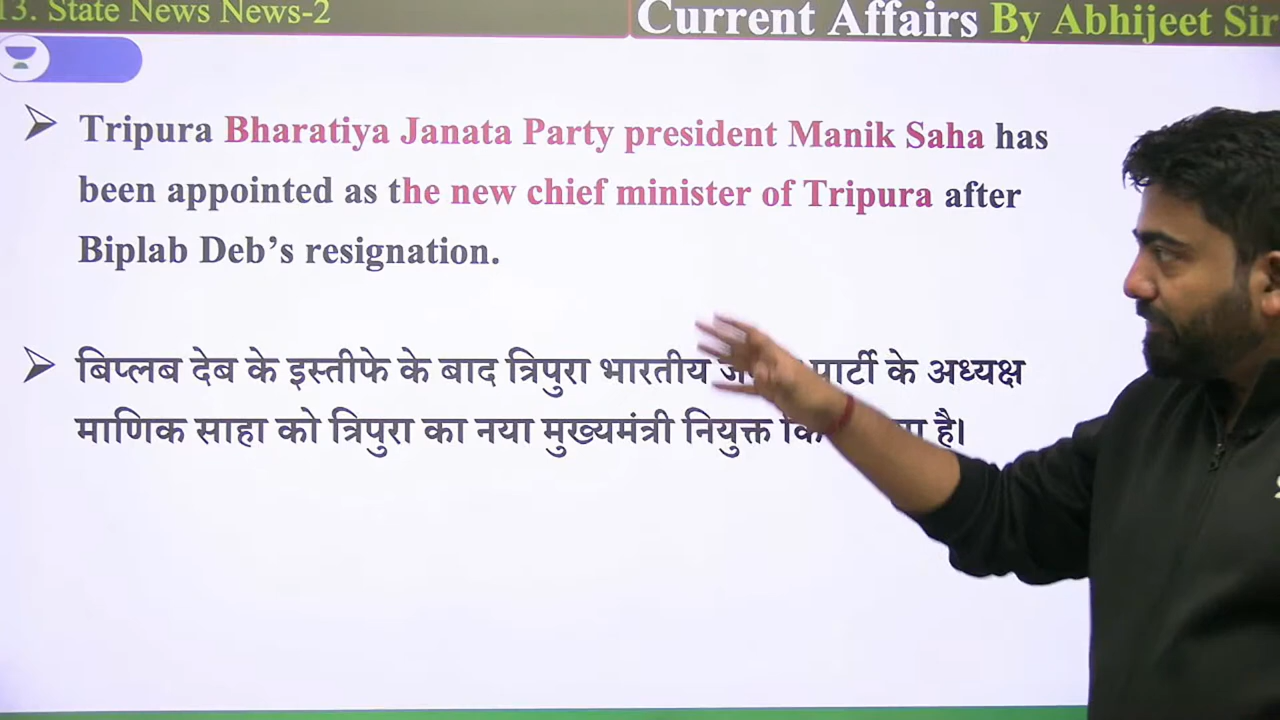 13. State News News-2
Current Affairs By Abhijeet Sir
Tripura Bharatiya Janata Party president Manik Saha has
been appointed as the new chief minister of Tripura after
Biplab Deb’s resignation.
बिप्लब देब के इस्तीफे के बाद त्रिपुरा भारतीय पार्टी के अध्यक्ष
माणिक साहा को त्रिपुरा का नया मुख्यमंत्री नियुक्त है।